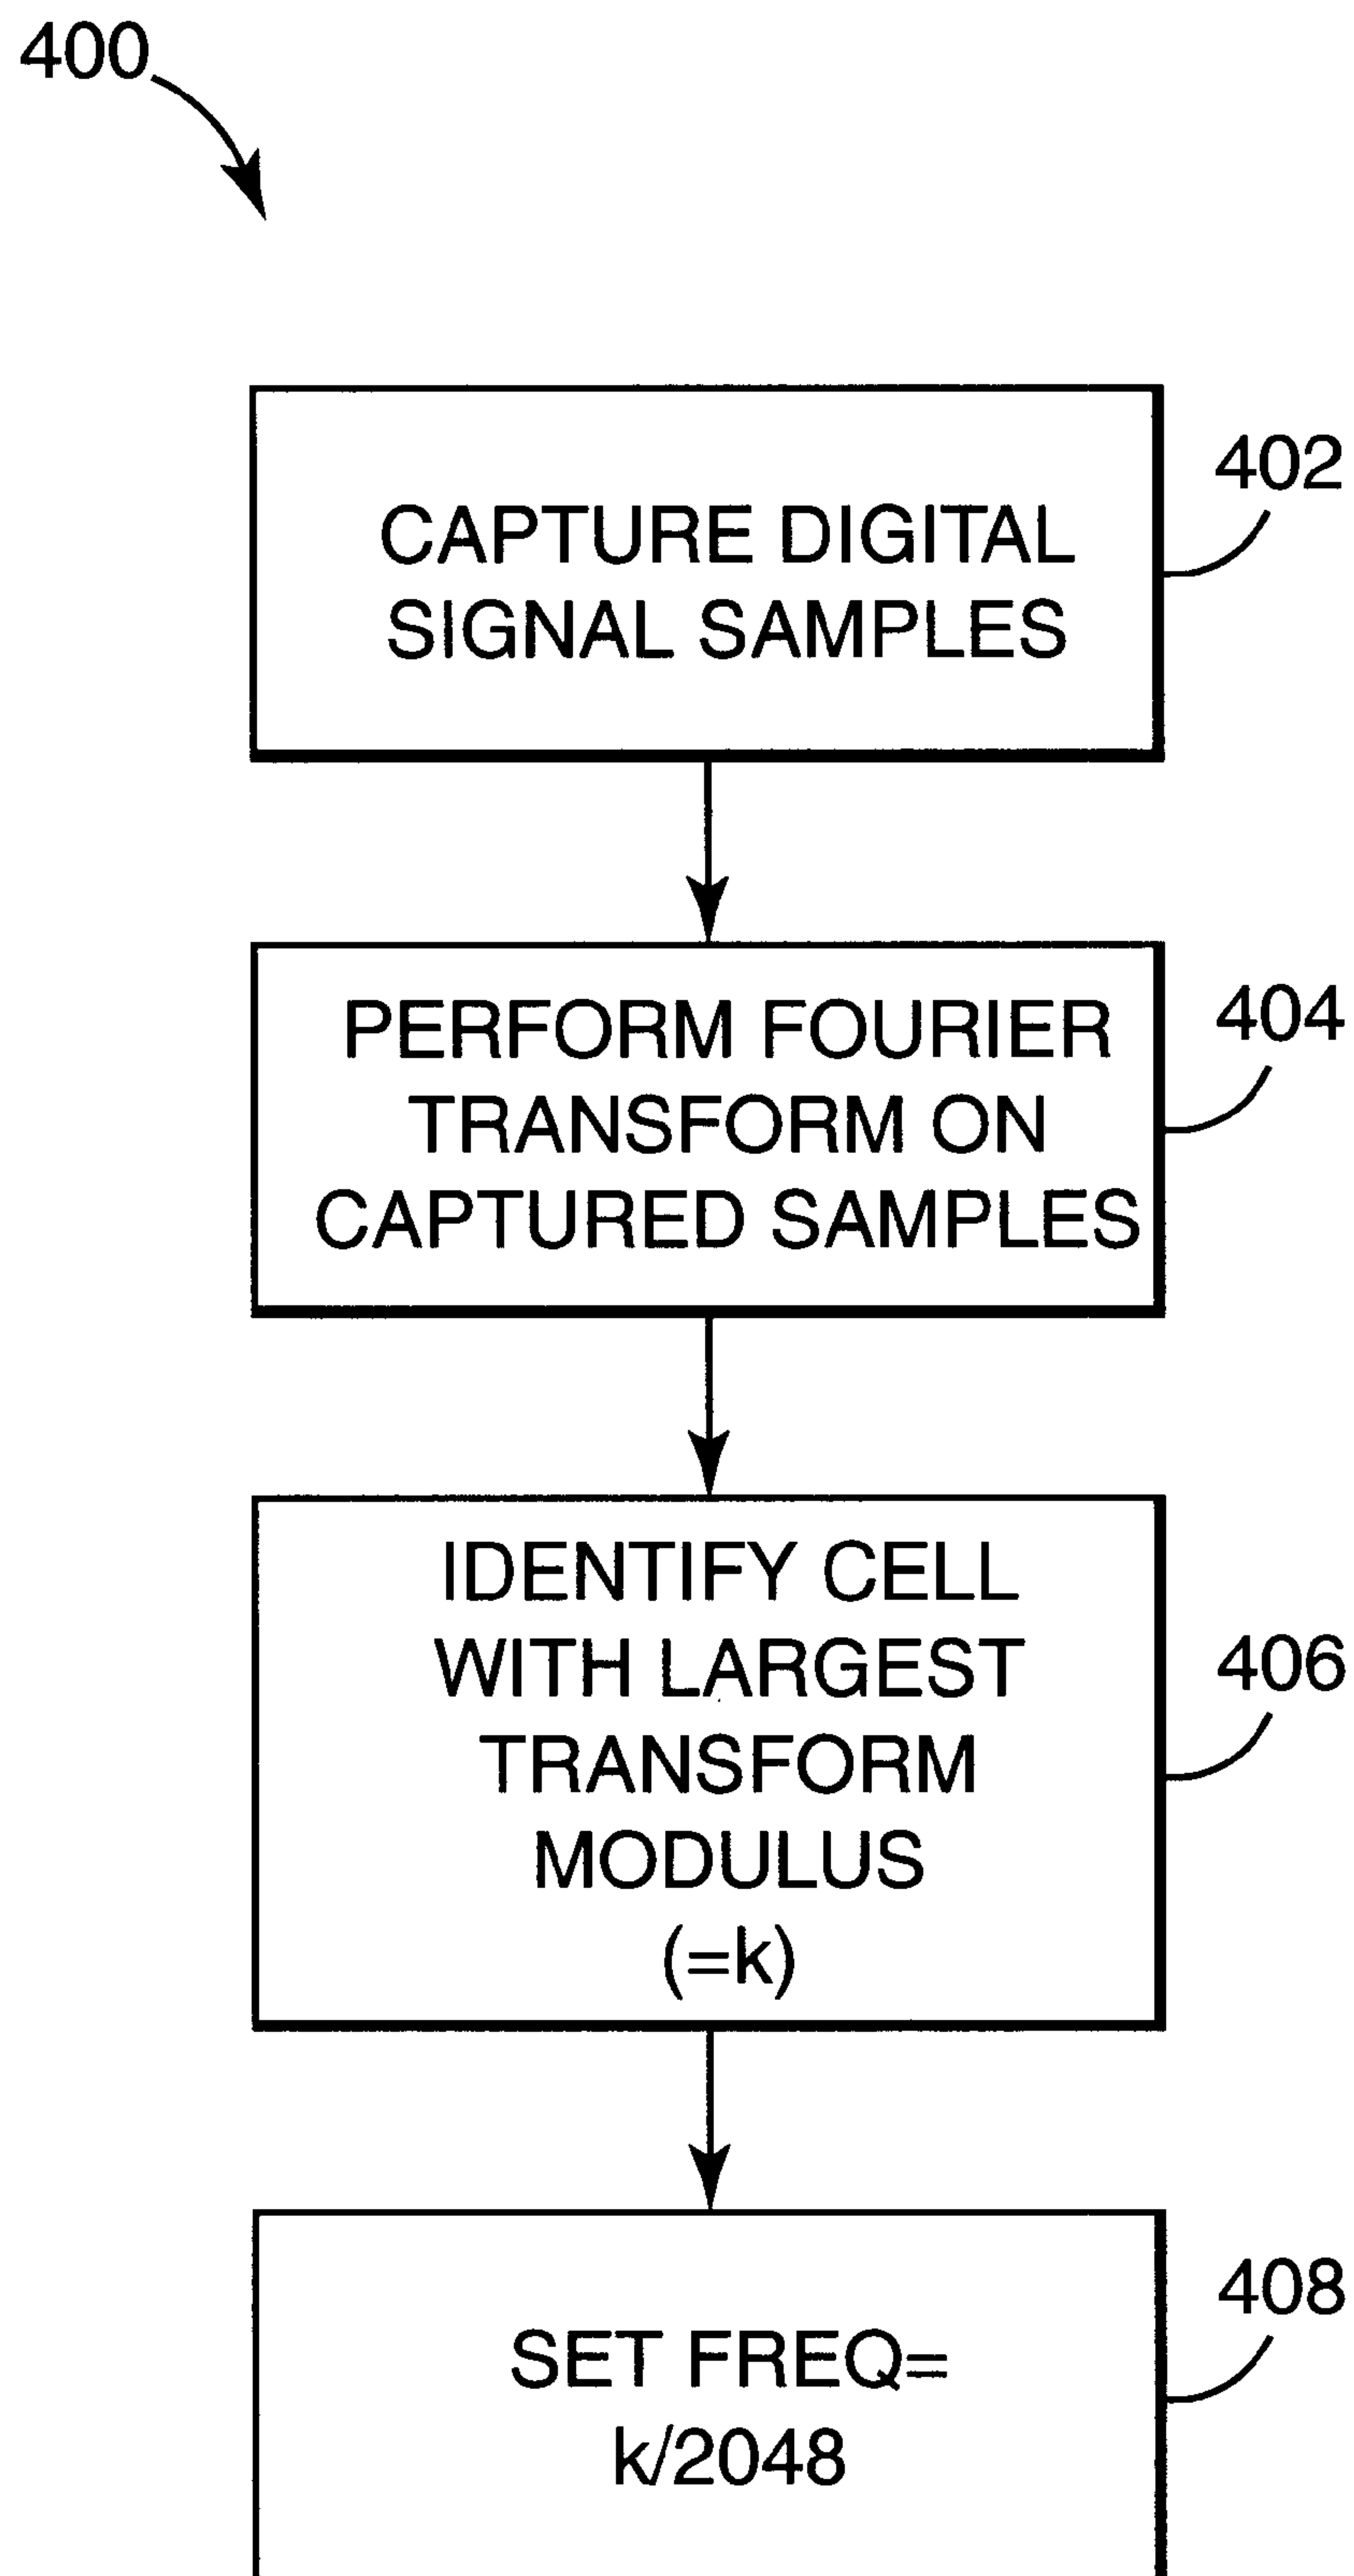 400
CAPTURE DIGITAL
SIGNAL SAMPLES
402
PERFORM FOURIER
TRANSFORM ON
CAPTURED SAMPLES
404
IDENTIFY CELL
WITH LARGEST
TRANSFORM
MODULUS
(=k)
406
SET FREQ=
k/2048
408